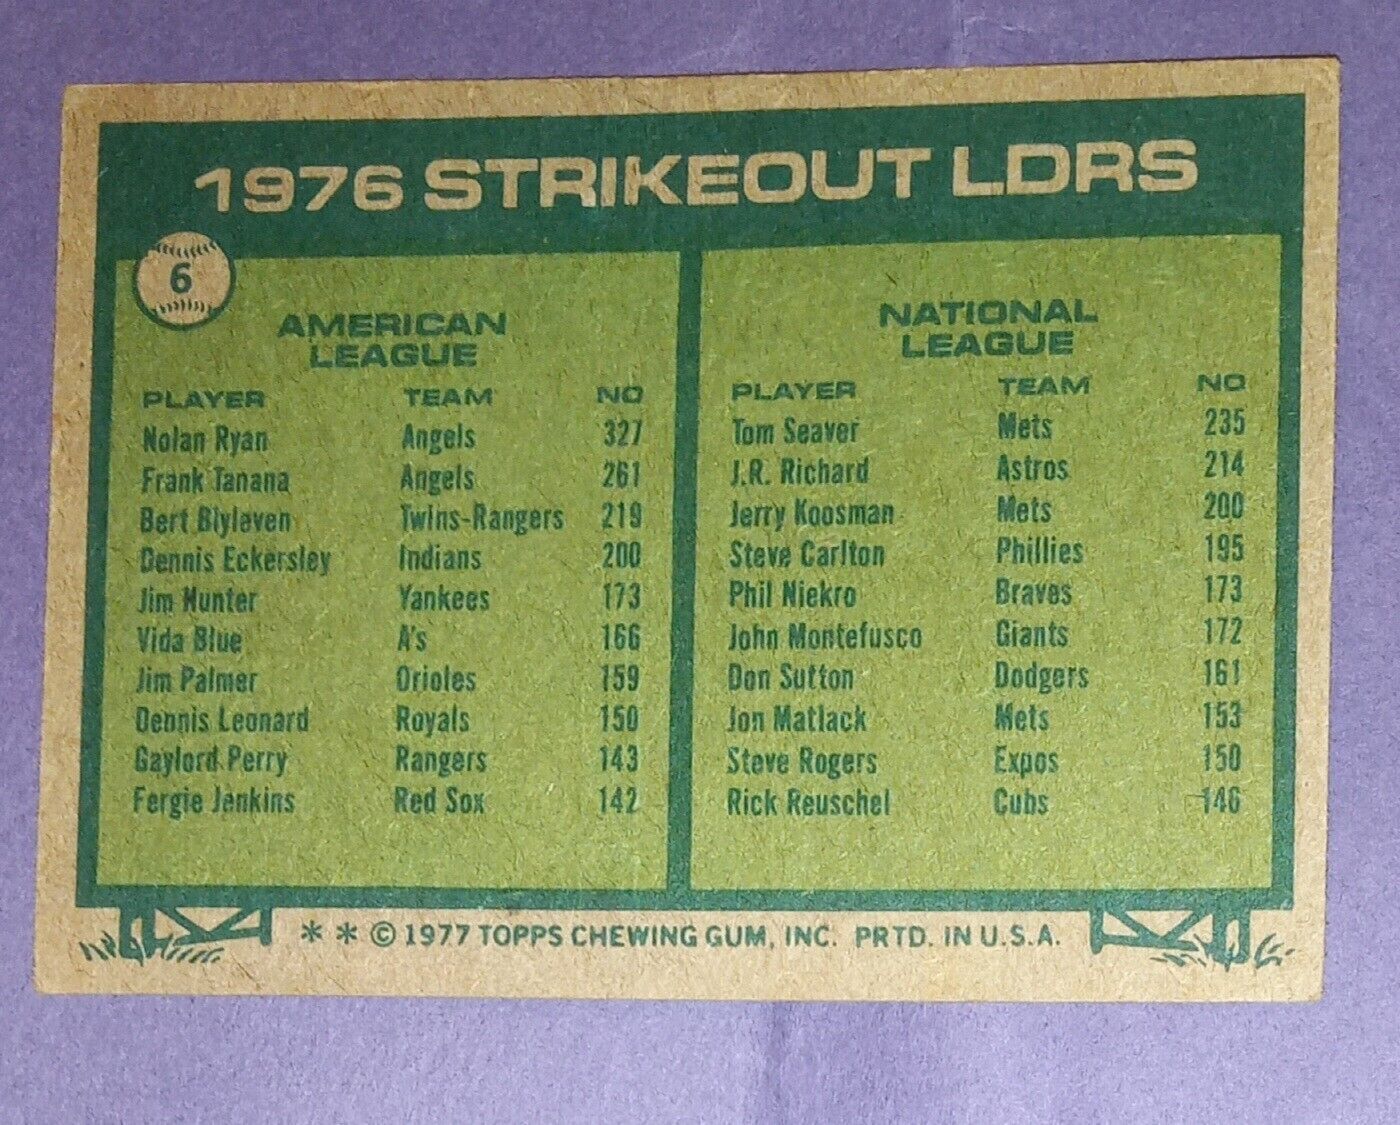 1976 STRIKEOUT LDRS
6
AMERICAN
LEAGUE
PLAYER TEAM NO
Nolan Ryan Angels 327
Frank Tanana Angels 261
Bert Blyleven Twins-Rangers 219
Dennis Eckersley Indians 200
Jim Hunter Yankees 173
Vida Blue A's 166
Jim Palmer Orioles 159
Dennis Leonard Royals 150
Gaylord Perry Rangers 143
Fergie Jenkins Red Sox 142
NATIONAL
LEAGUE
PLAYER TEAM NO
Tom Seaver Mets 235
J.R. Richard Astros 214
Jerry Koosman Mets 200
Steve Carlton Phillies 195
Phil Niekro Braves 173
John Montefusco Giants 172
Don Sutton Dodgers 161
Jon Matlack Mets 153
Steve Rogers Expos 150
Rick Reuschel Cubs 146
** © 1977 TOPPS CHEWING GUM, INC. PRTD. IN U.S.A.